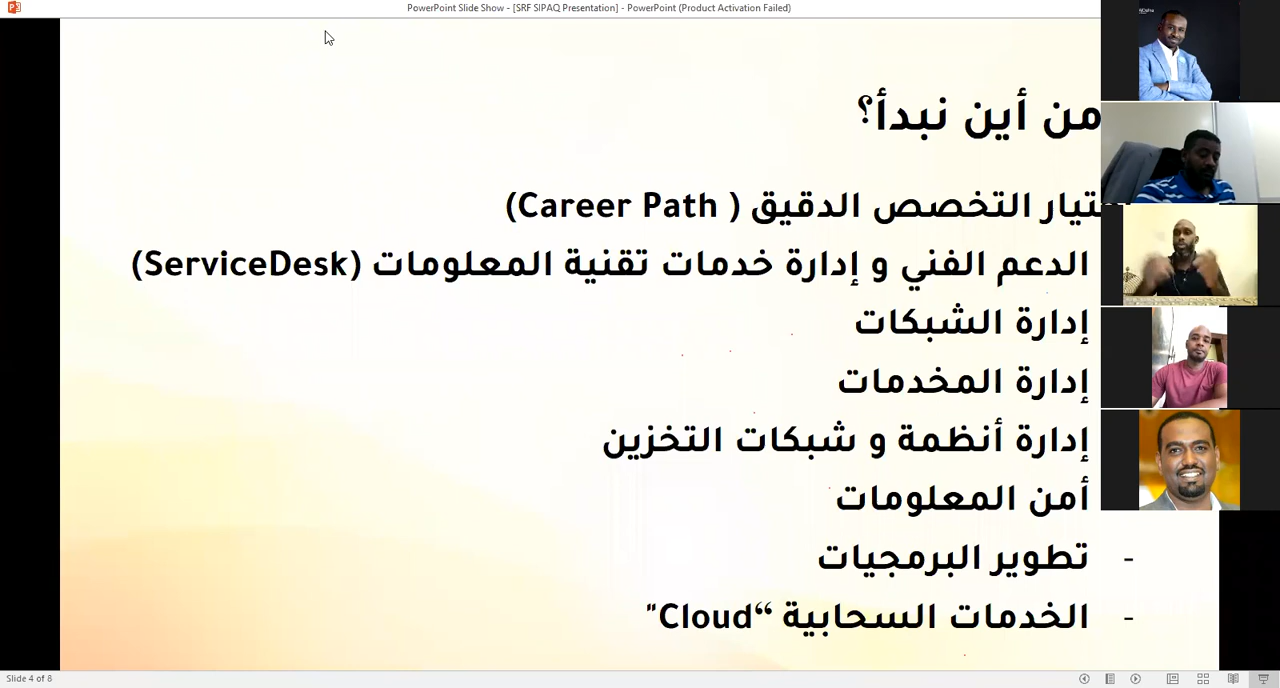 PowerPoint Slide Show - [SRF SIPAQ Presentation] - PowerPoint (Product Activation Failed)
من أين نبدأ؟
التخصص الدقيق ( Career Path)
الدعم الفني و إدارة خدمات تقنية المعلومات (ServiceDesk)
إدارة الشبكات
إدارة المخدمات
إدارة أنظمة و شبكات التخزين
أمن المعلومات
- تطوير البرمجيات
- الخدمات السحابية “Cloud"
Slide 4 of 8